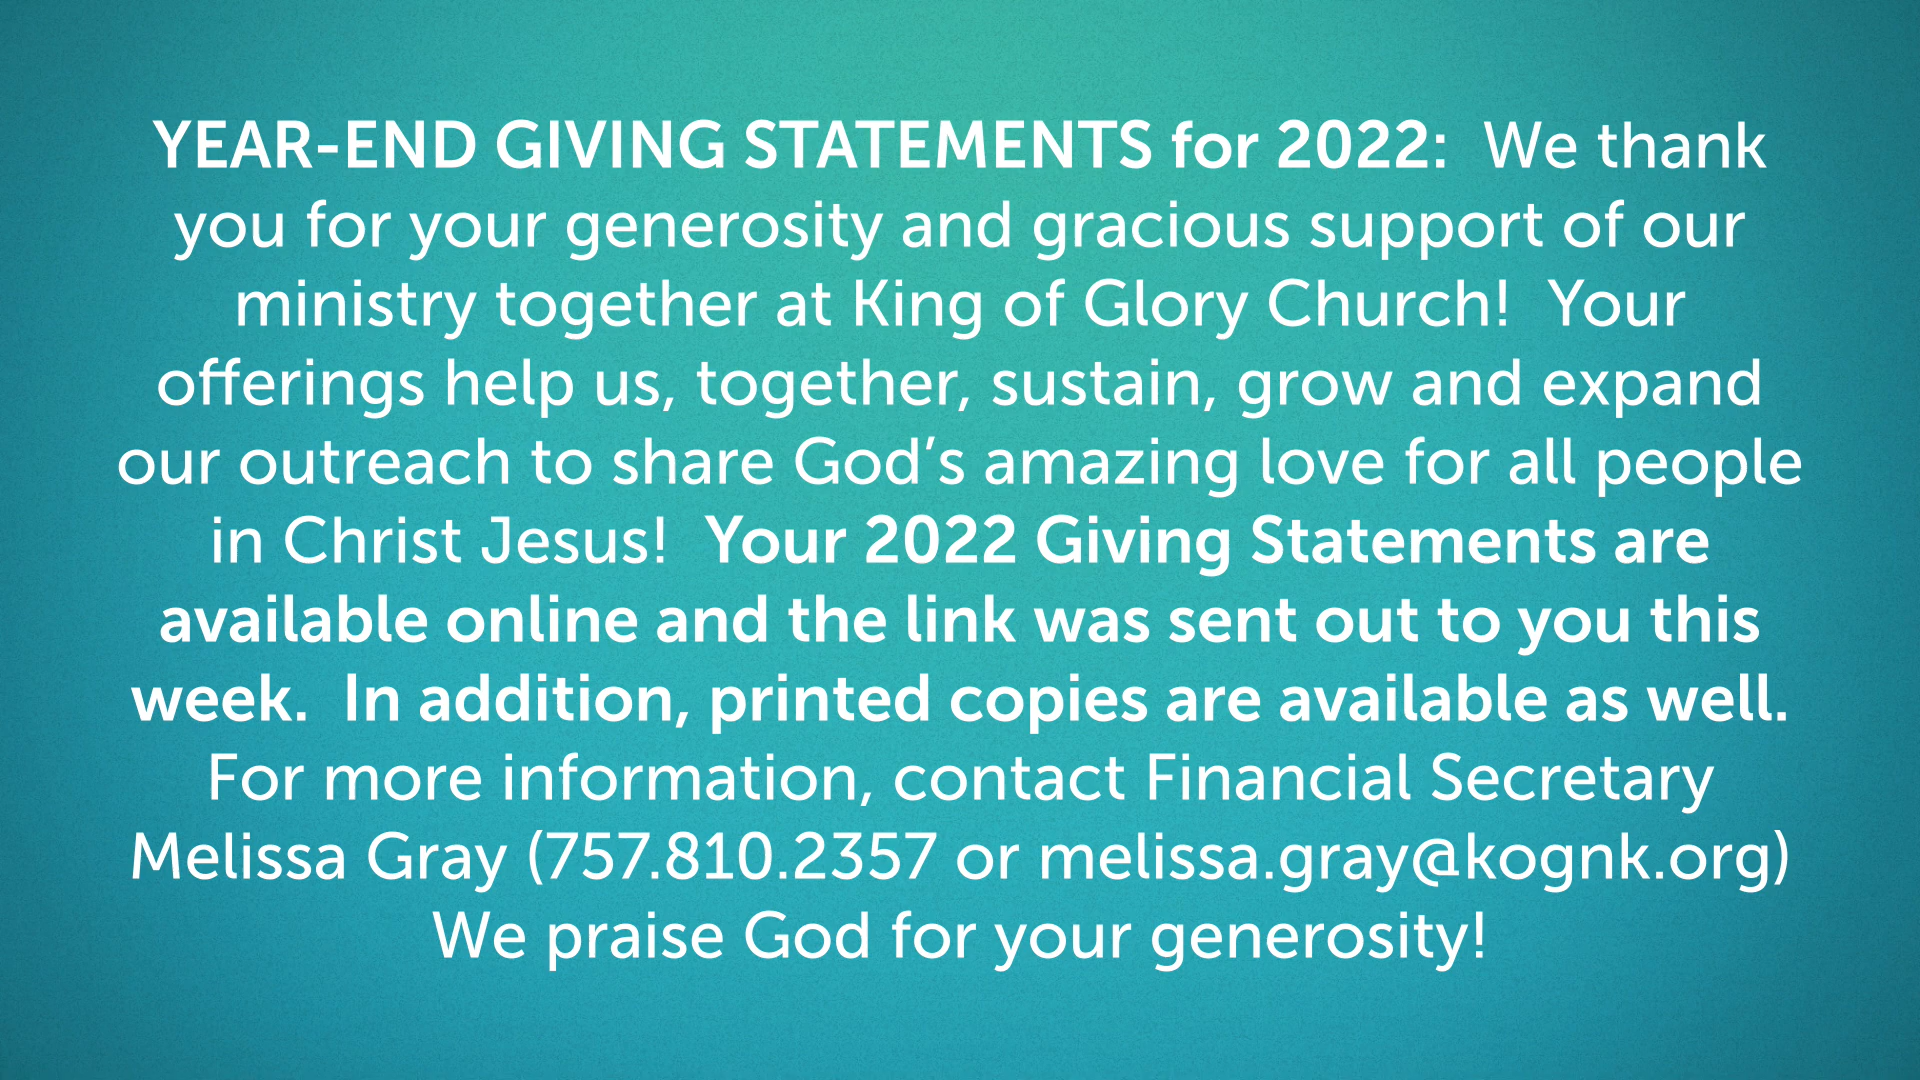 YEAR-END GIVING STATEMENTS for 2022:  We thank
you for your generosity and gracious support of our
ministry together at King of Glory Church!  Your
offerings help us, together, sustain, grow and expand
our outreach to share God’s amazing love for all people
in Christ Jesus!  Your 2022 Giving Statements are
available online and the link was sent out to you this
week.  In addition, printed copies are available as well.
For more information, contact Financial Secretary
Melissa Gray (757.810.2357 or melissa.gray@kognk.org)
We praise God for your generosity!